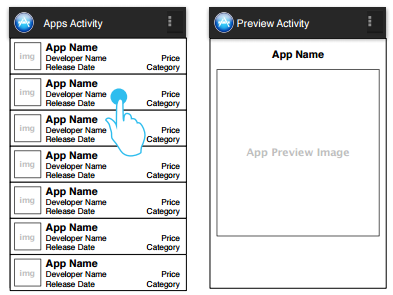 Apps Activity
img
App Name
Developer Name
Price
Release Date
Category
img
App Name
Developer Name
Price
Release Date
Category
img
App Name
Developer Name
Price
Release Date
Category
img
App Name
Developer Name
Price
Release Date
Category
img
App Name
Developer Name
Price
Release Date
Category
img
App Name
Developer Name
Price
Release Date
Category
img
App Name
Developer Name
Price
Release Date
Category
Preview Activity
App Name
App Preview Image